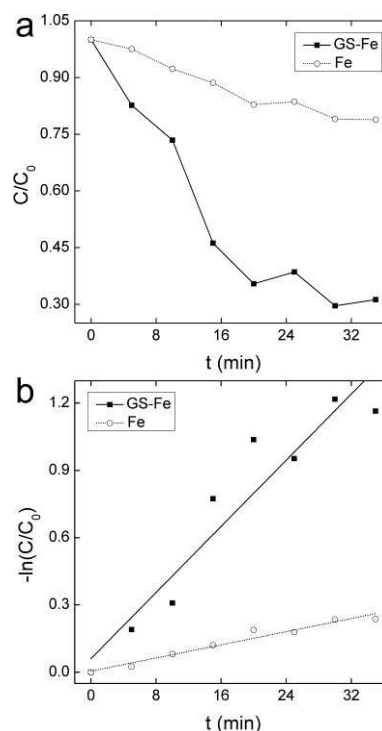 a
1.05
GS-Fe
Fe
0.90
0.75
C/C₀
0.60
0.45
0.30
0 8 16 24 32
t (min)
b
1.2
GS-Fe
Fe
0.9
-ln(C/C₀)
0.6
0.3
0.0
0 8 16 24 32
t (min)